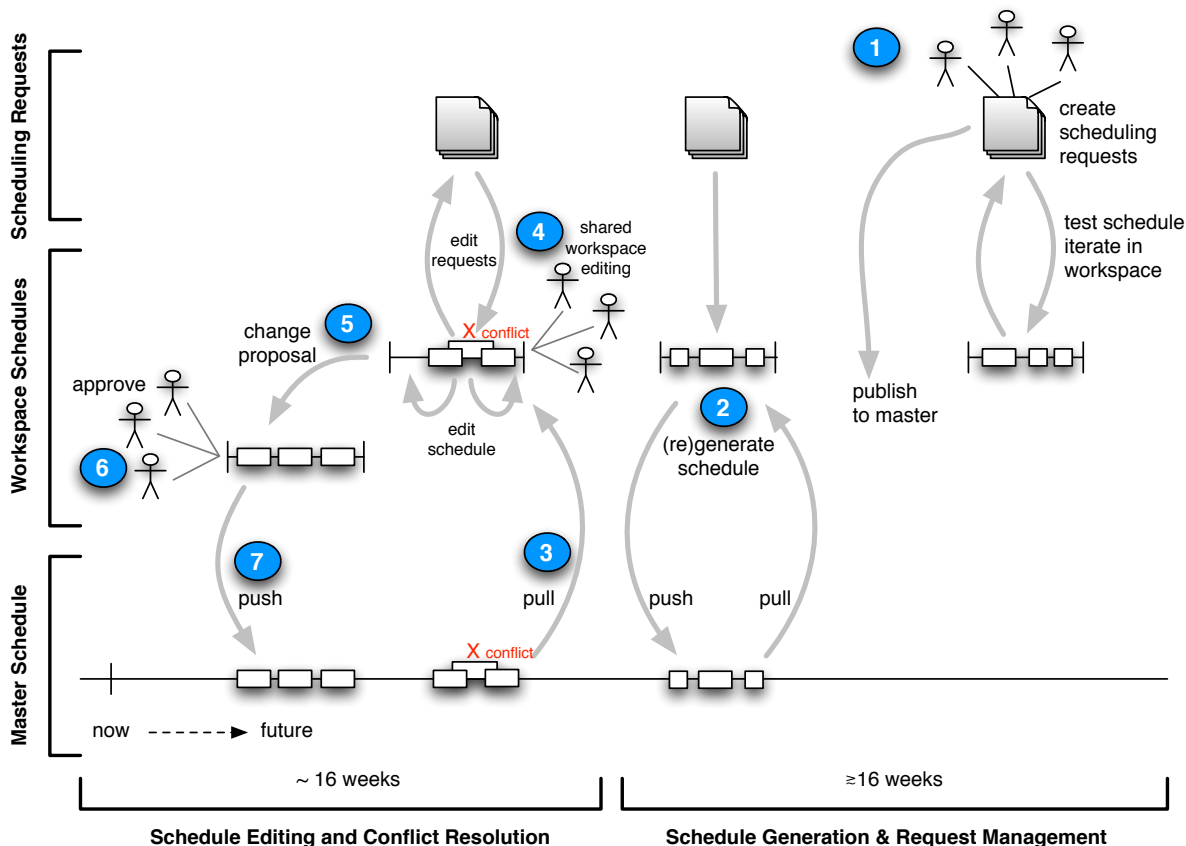 Scheduling Requests
Workspace Schedules
Master Schedule
1
create
scheduling
requests
test schedule
iterate in
workspace
publish
to master
2
(re)generate
schedule
push
pull
3
pull
X conflict
4
shared
workspace
editing
edit
requests
X conflict
edit
schedule
5
change
proposal
approve
6
7
push
now
future
~ 16 weeks
≥16 weeks
Schedule Editing and Conflict Resolution
Schedule Generation & Request Management